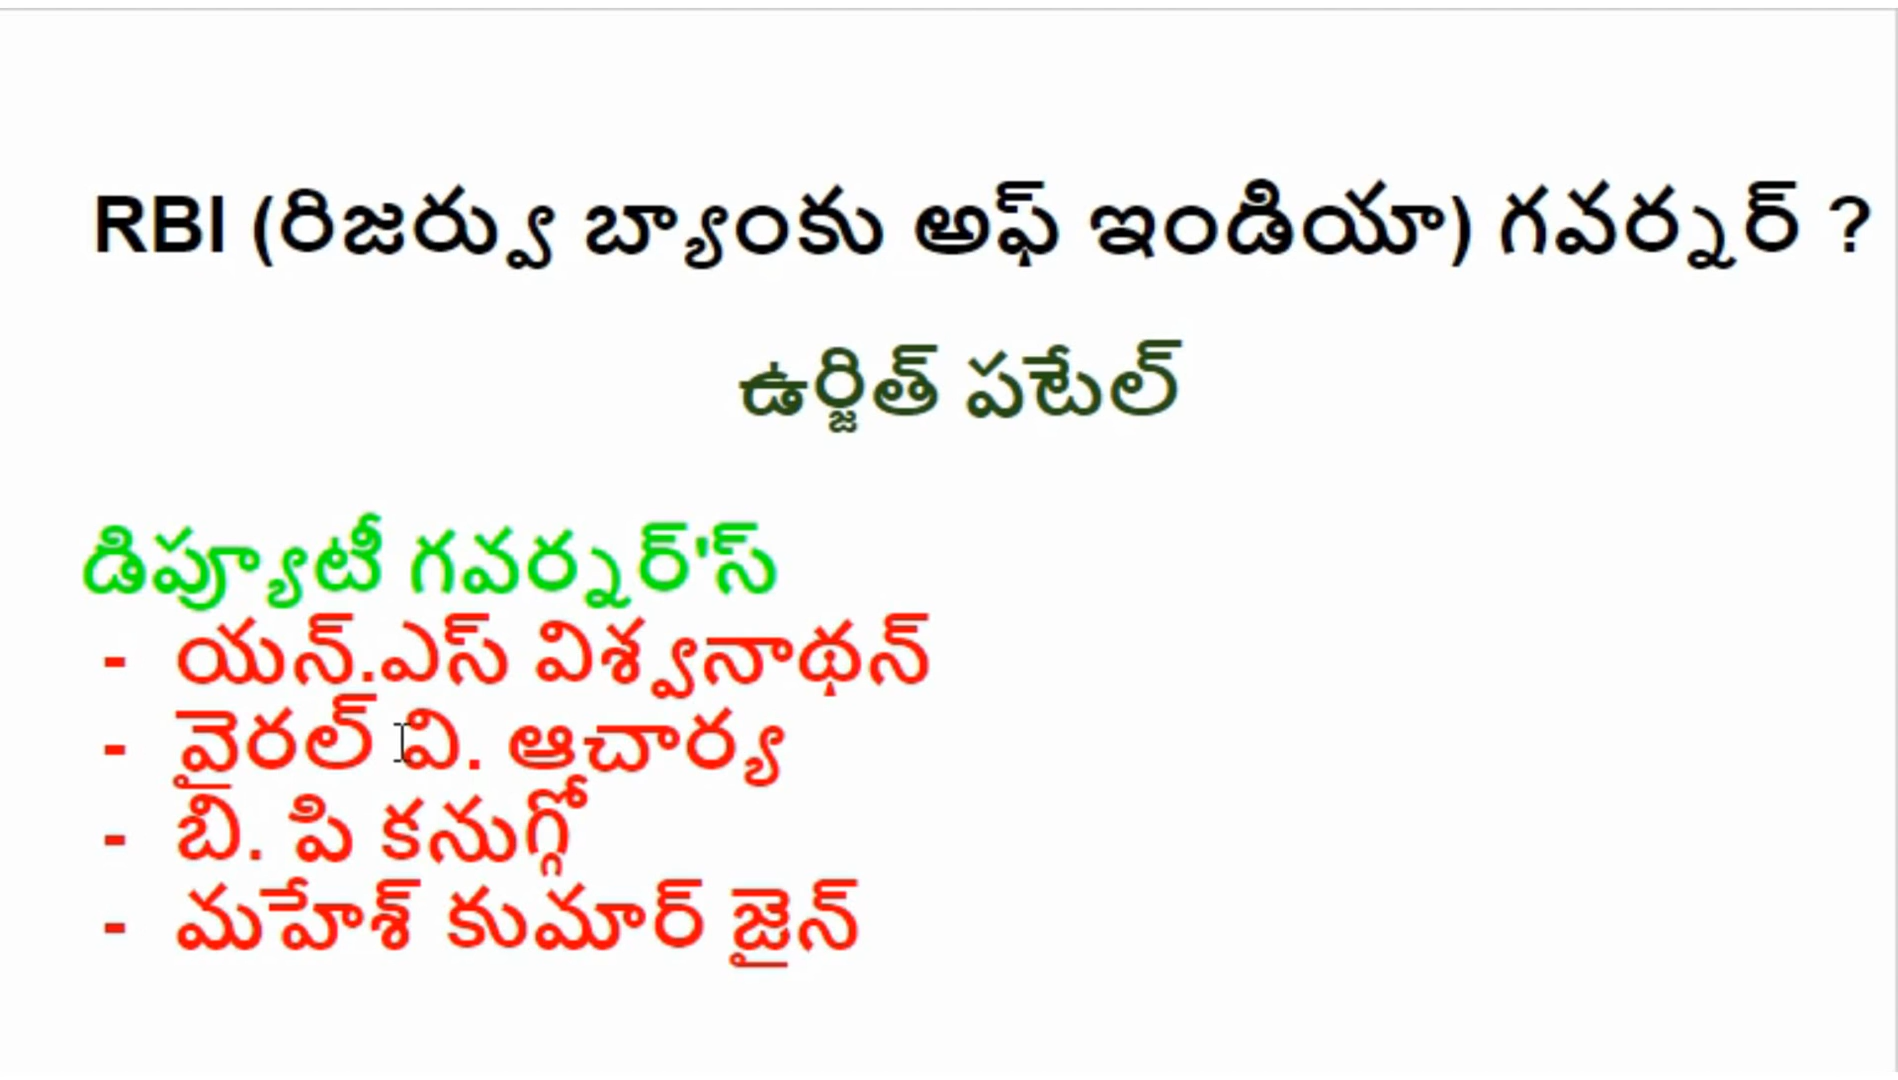 RBI (రిజర్వు బ్యాంకు అఫ్ ఇండియా) గవర్నర్ ?
ఉర్జిత్ పటేల్
డిప్యూటీ గవర్నర్'స్
- యన్.ఎస్ విశ్వనాథన్
- వైరల్ వి. ఆచార్య
- బి. పి కనుగ్గో
- మహేశ్ కుమార్ జైన్